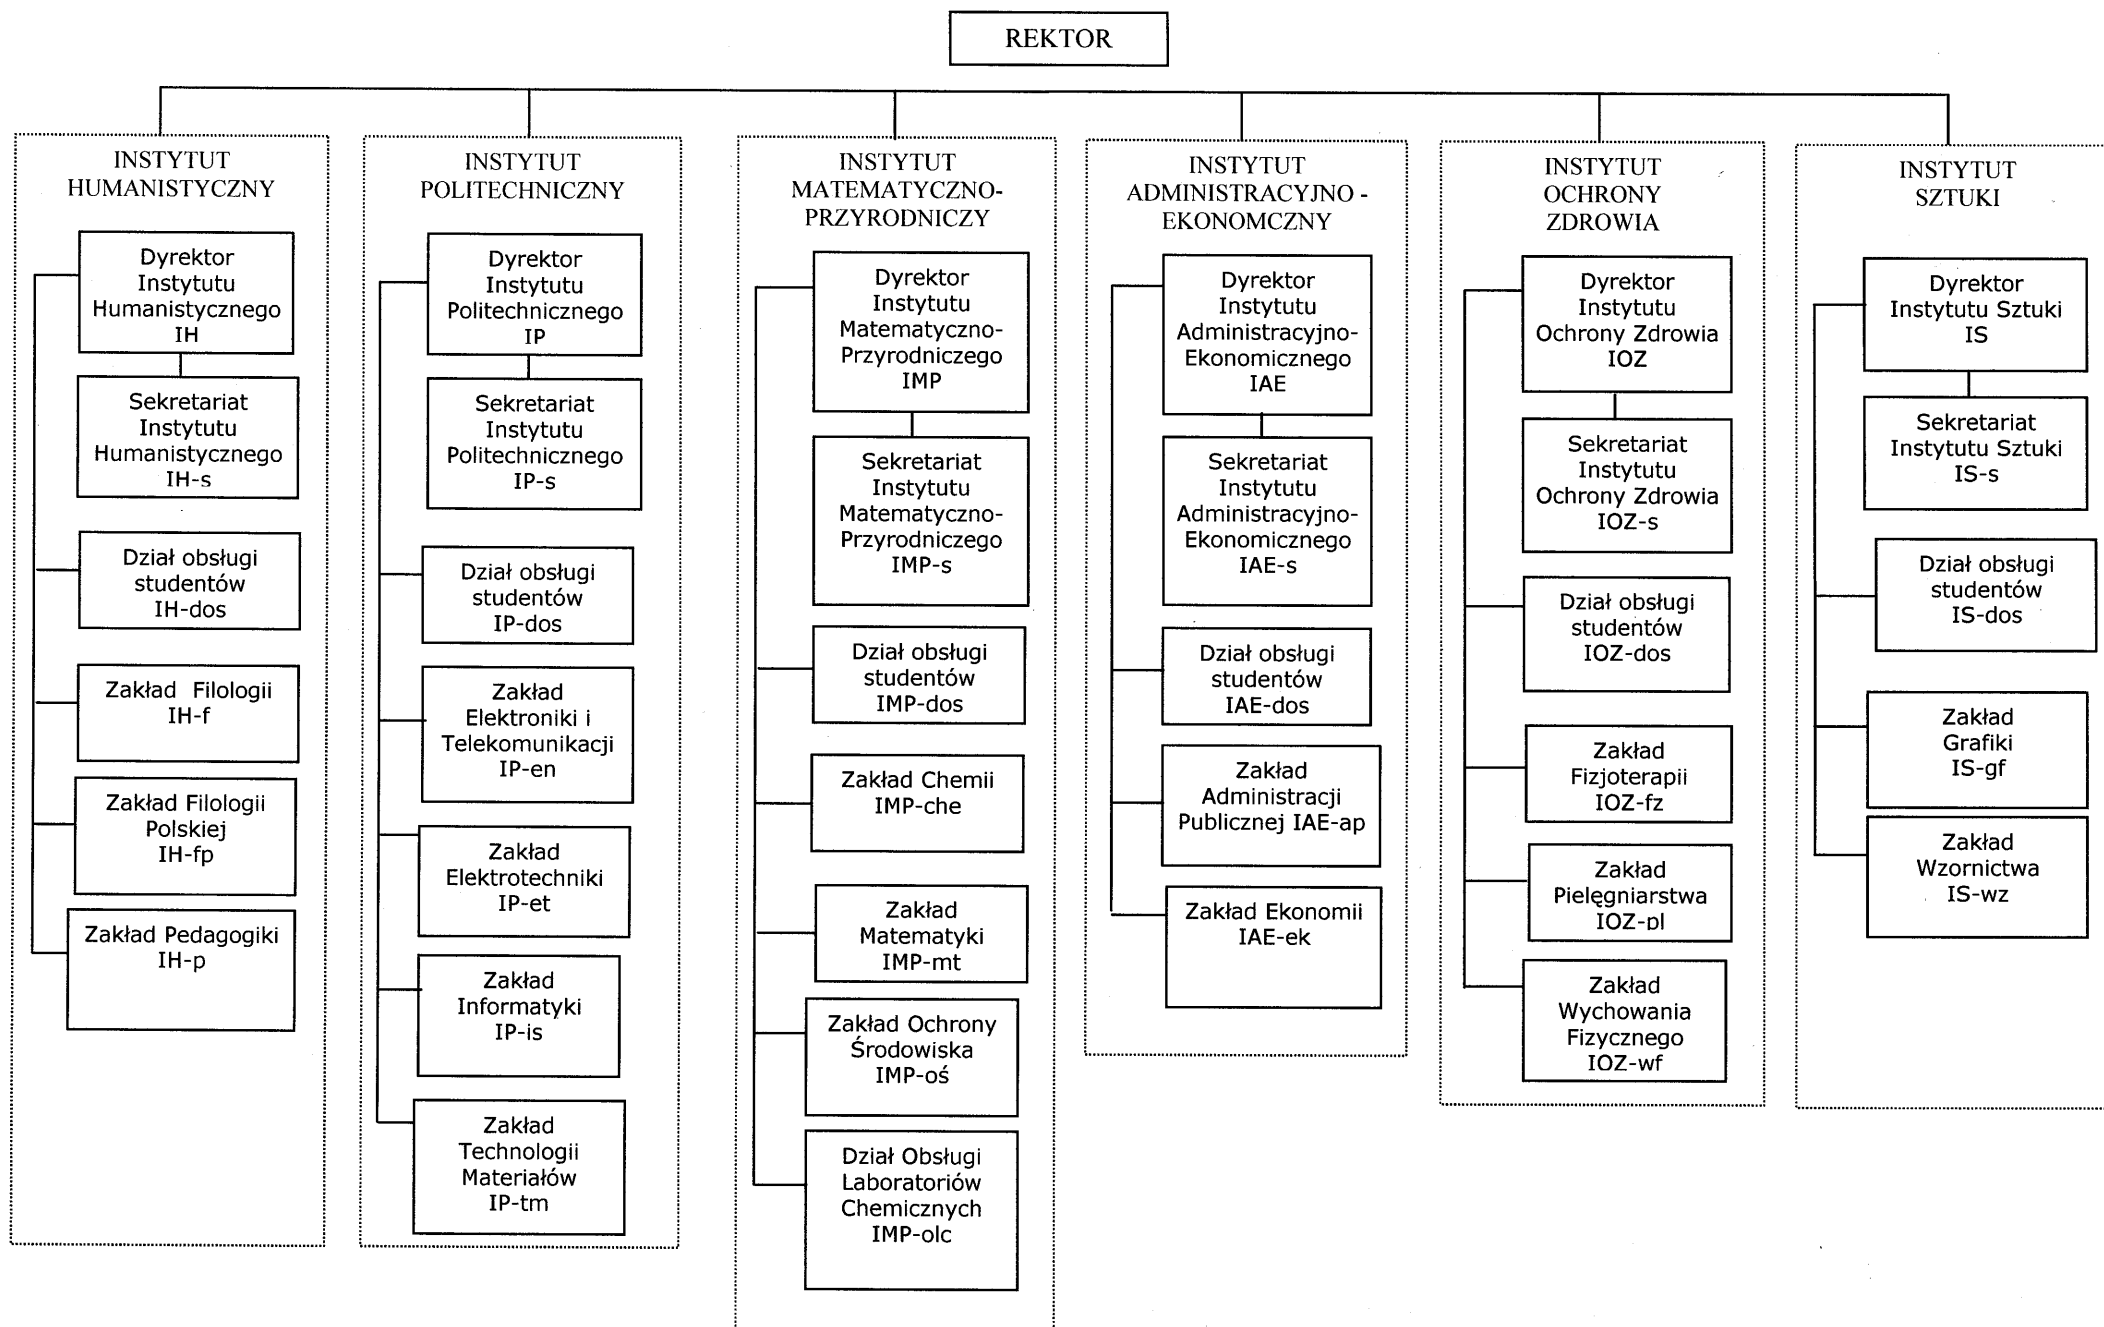 REKTOR
INSTYTUT
HUMANISTYCZNY
Dyrektor
Instytutu
Humanistycznego
IH
Sekretariat
Instytutu
Humanistycznego
IH-s
Dział obsługi
studentów
IH-dos
Zakład Filologii
IH-f
Zakład Filologii
Polskiej
IH-fp
Zakład Pedagogiki
IH-p
INSTYTUT
POLITECHNICZNY
Dyrektor
Instytutu
Politechnicznego
IP
Sekretariat
Instytutu
Politechnicznego
IP-s
Dział obsługi
studentów
IP-dos
Zakład
Elektroniki i
Telekomunikacji
IP-en
Zakład
Elektrotechniki
IP-et
Zakład
Informatyki
IP-is
Zakład
Technologii
Materiałów
IP-tm
INSTYTUT
MATEMATYCZNO-
PRZYRODNICZY
Dyrektor
Instytutu
Matematyczno-
Przyrodniczego
IMP
Sekretariat
Instytutu
Matematyczno-
Przyrodniczego
IMP-s
Dział obsługi
studentów
IMP-dos
Zakład Chemii
IMP-che
Zakład
Matematyki
IMP-mt
Zakład Ochrony
Środowiska
IMP-oś
Dział Obsługi
Laboratoriów
Chemicznych
IMP-olc
INSTYTUT
ADMINISTRACYJNO -
EKONOMCZNY
Dyrektor
Instytutu
Administracyjno-
Ekonomicznego
IAE
Sekretariat
Instytutu
Administracyjno-
Ekonomicznego
IAE-s
Dział obsługi
studentów
IAE-dos
Zakład
Administracji
Publicznej IAE-ap
Zakład Ekonomii
IAE-ek
INSTYTUT
OCHRONY
ZDROWIA
Dyrektor
Instytutu
Ochrony Zdrowia
IOZ
Sekretariat
Instytutu
Ochrony Zdrowia
IOZ-s
Dział obsługi
studentów
IOZ-dos
Zakład
Fizjoterapii
IOZ-fz
Zakład
Pielęgniarstwa
IOZ-pl
Zakład
Wychowania
Fizycznego
IOZ-wf
INSTYTUT
SZTUKI
Dyrektor
Instytutu Sztuki
IS
Sekretariat
Instytutu Sztuki
IS-s
Dział obsługi
studentów
IS-dos
Zakład
Grafiki
IS-gf
Zakład
Wzornictwa
IS-wz